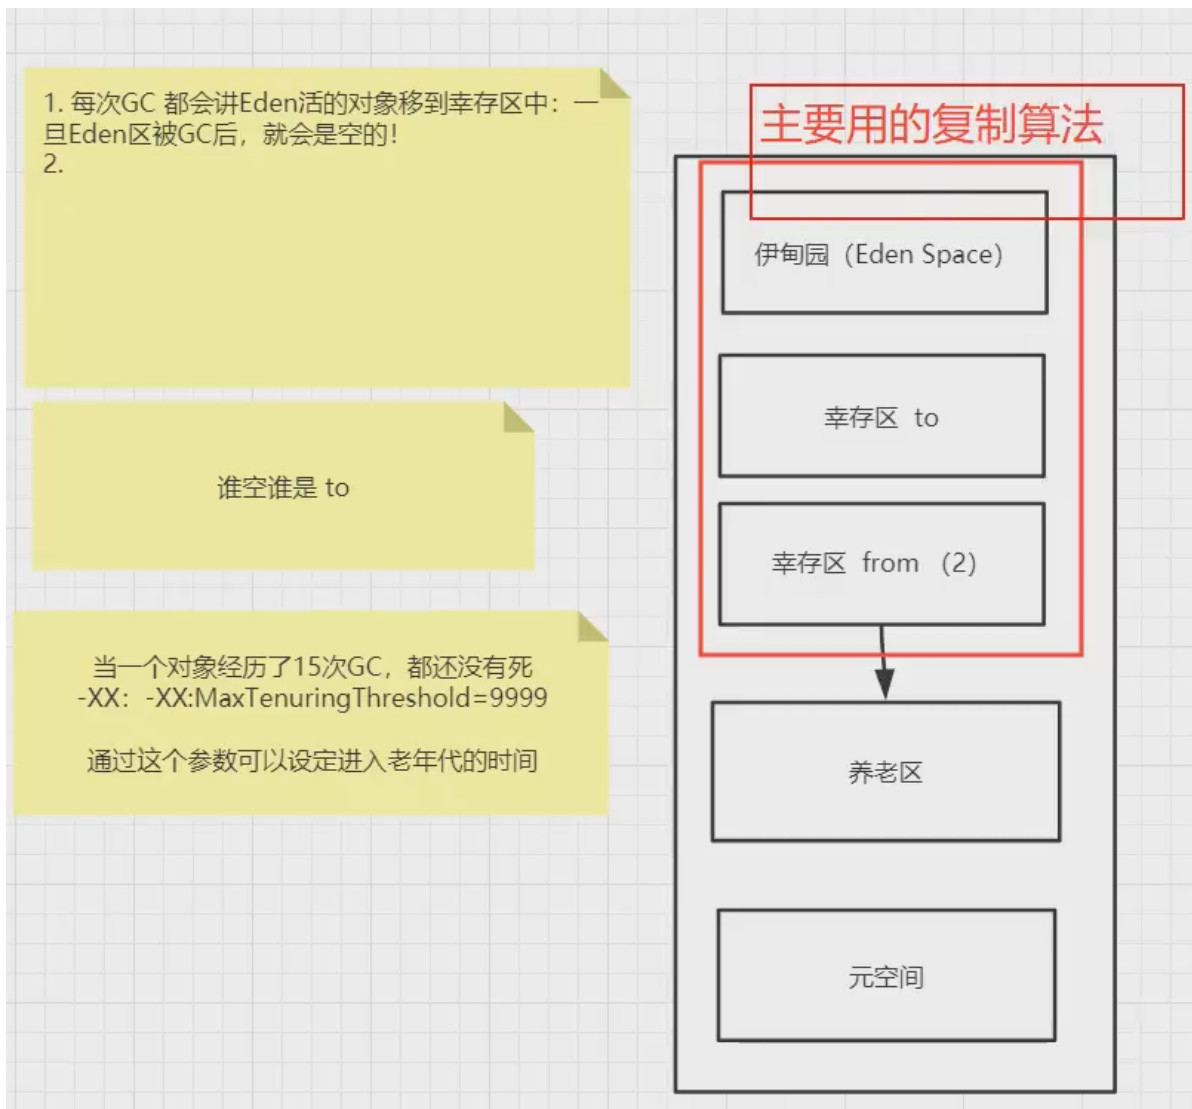 1. 每次GC 都会讲Eden活的对象移到幸存区中：一
旦Eden区被GC后，就会是空的！
2.
谁空谁是 to
当一个对象经历了15次GC，都还没有死
-XX：-XX:MaxTenuringThreshold=9999
通过这个参数可以设定进入老年代的时间
主要用的复制算法
伊甸园（Eden Space）
幸存区 to
幸存区 from （2）
养老区
元空间